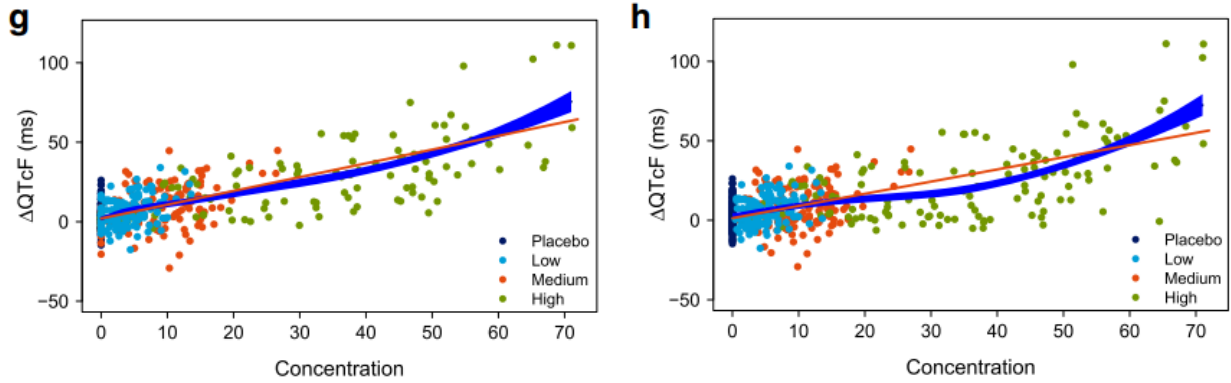 g
ΔQTcF (ms)
100
50
0
−50
0 10 20 30 40 50 60 70
Concentration
Placebo
Low
Medium
High
h
ΔQTcF (ms)
100
50
0
−50
0 10 20 30 40 50 60 70
Concentration
Placebo
Low
Medium
High